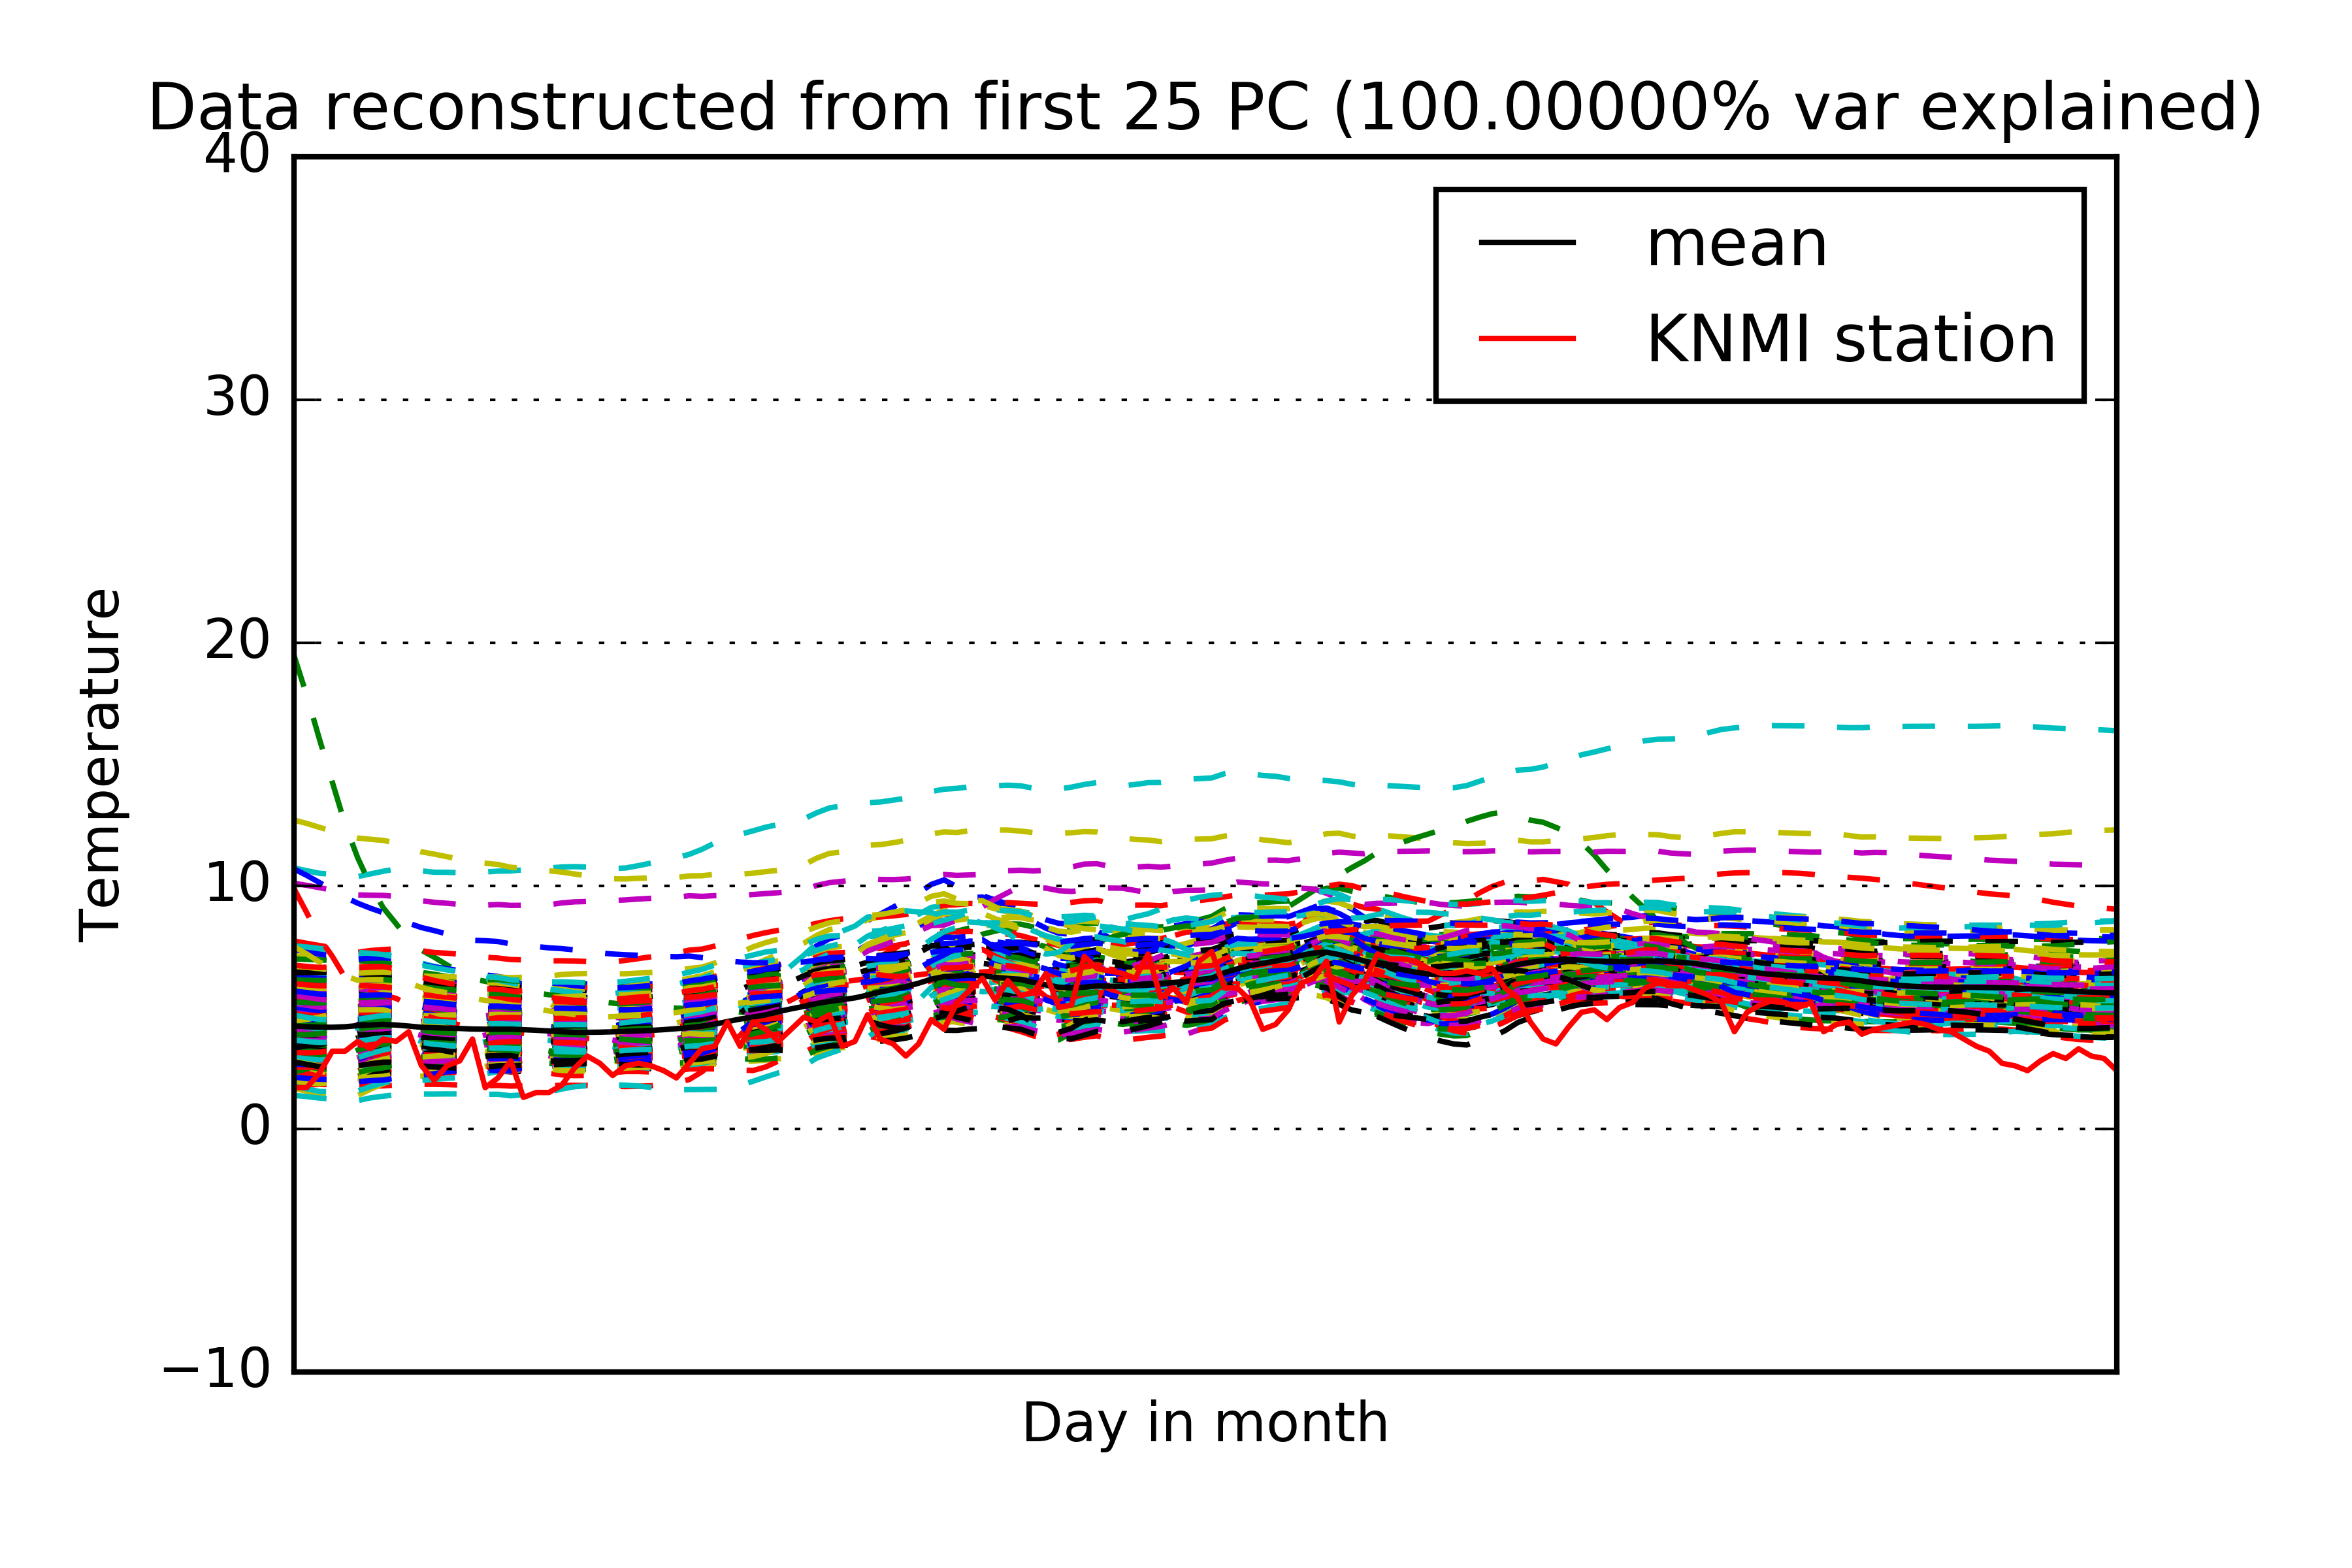 Data reconstructed from first 25 PC (100.00000% var explained)
40
30
20
10
0
−10
Temperature
mean
KNMI station
Day in month